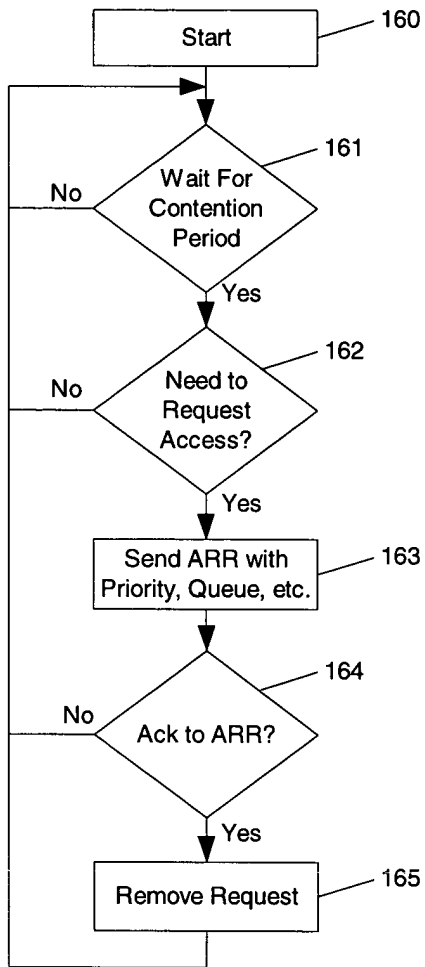 Start
160
Wait For
Contention
Period
161
No
Yes
Need to
Request
Access?
162
No
Yes
Send ARR with
Priority, Queue, etc.
163
Ack to ARR?
164
No
Yes
Remove Request
165